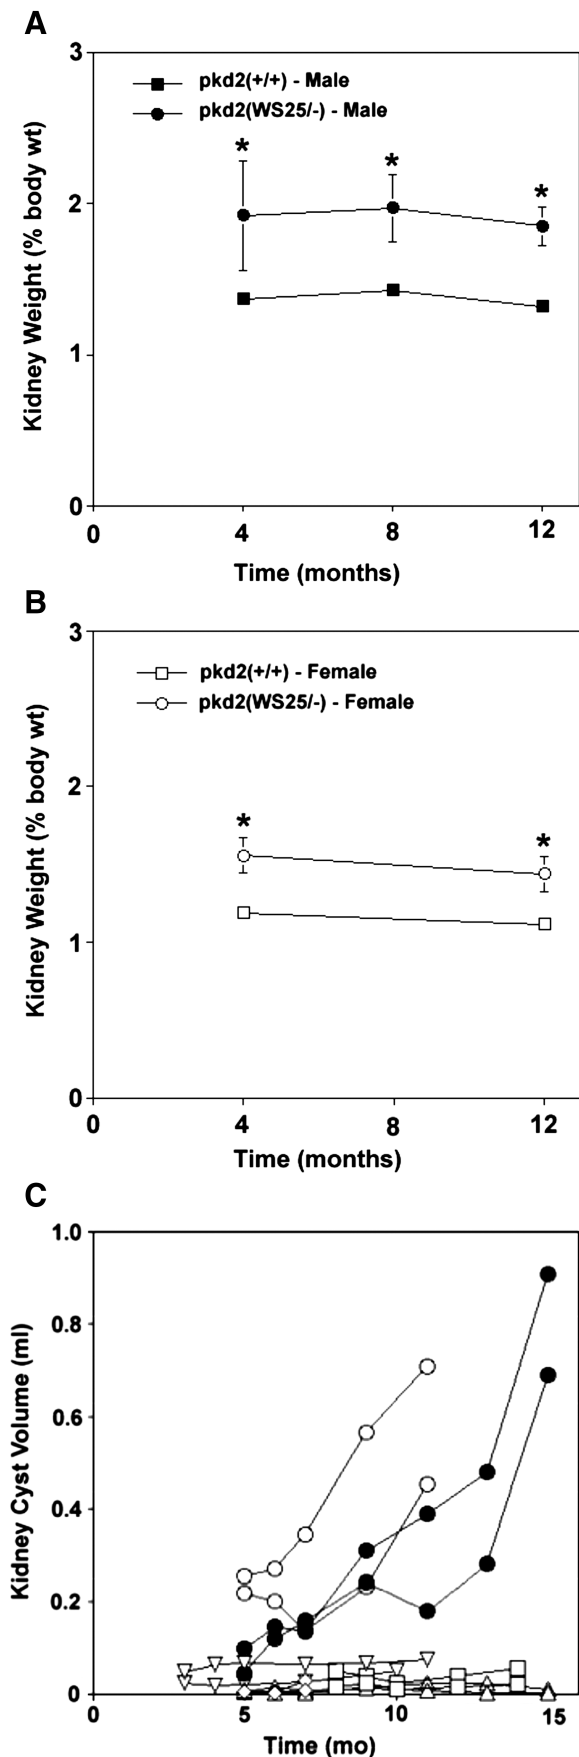 A
3
pkd2(+/+) - Male
pkd2(WS25/-) - Male
*
*
*
2
1
0
0
4
8
12
Kidney Weight (% body wt)
Time (months)
B
3
pkd2(+/+) - Female
pkd2(WS25/-) - Female
*
*
2
1
0
0
4
8
12
Kidney Weight (% body wt)
Time (months)
C
1.0
0.8
0.6
0.4
0.2
0
0
5
10
15
Kidney Cyst Volume (ml)
Time (mo)